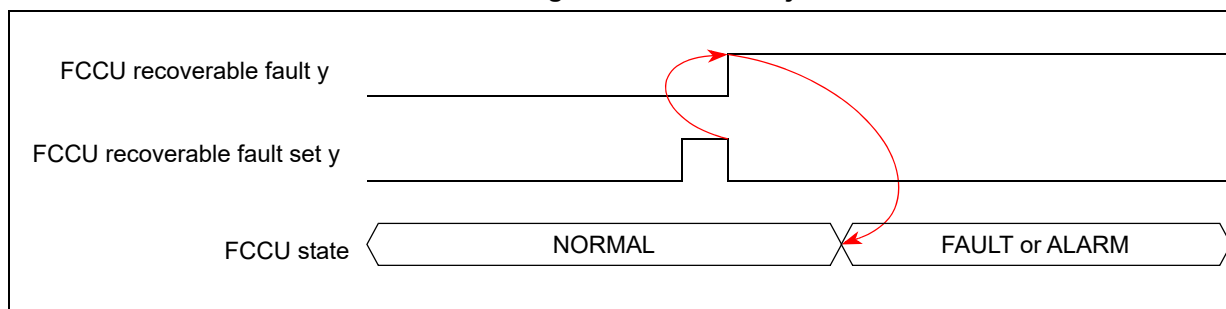 FCCU recoverable fault y
FCCU recoverable fault set y
FCCU state NORMAL FAULT or ALARM